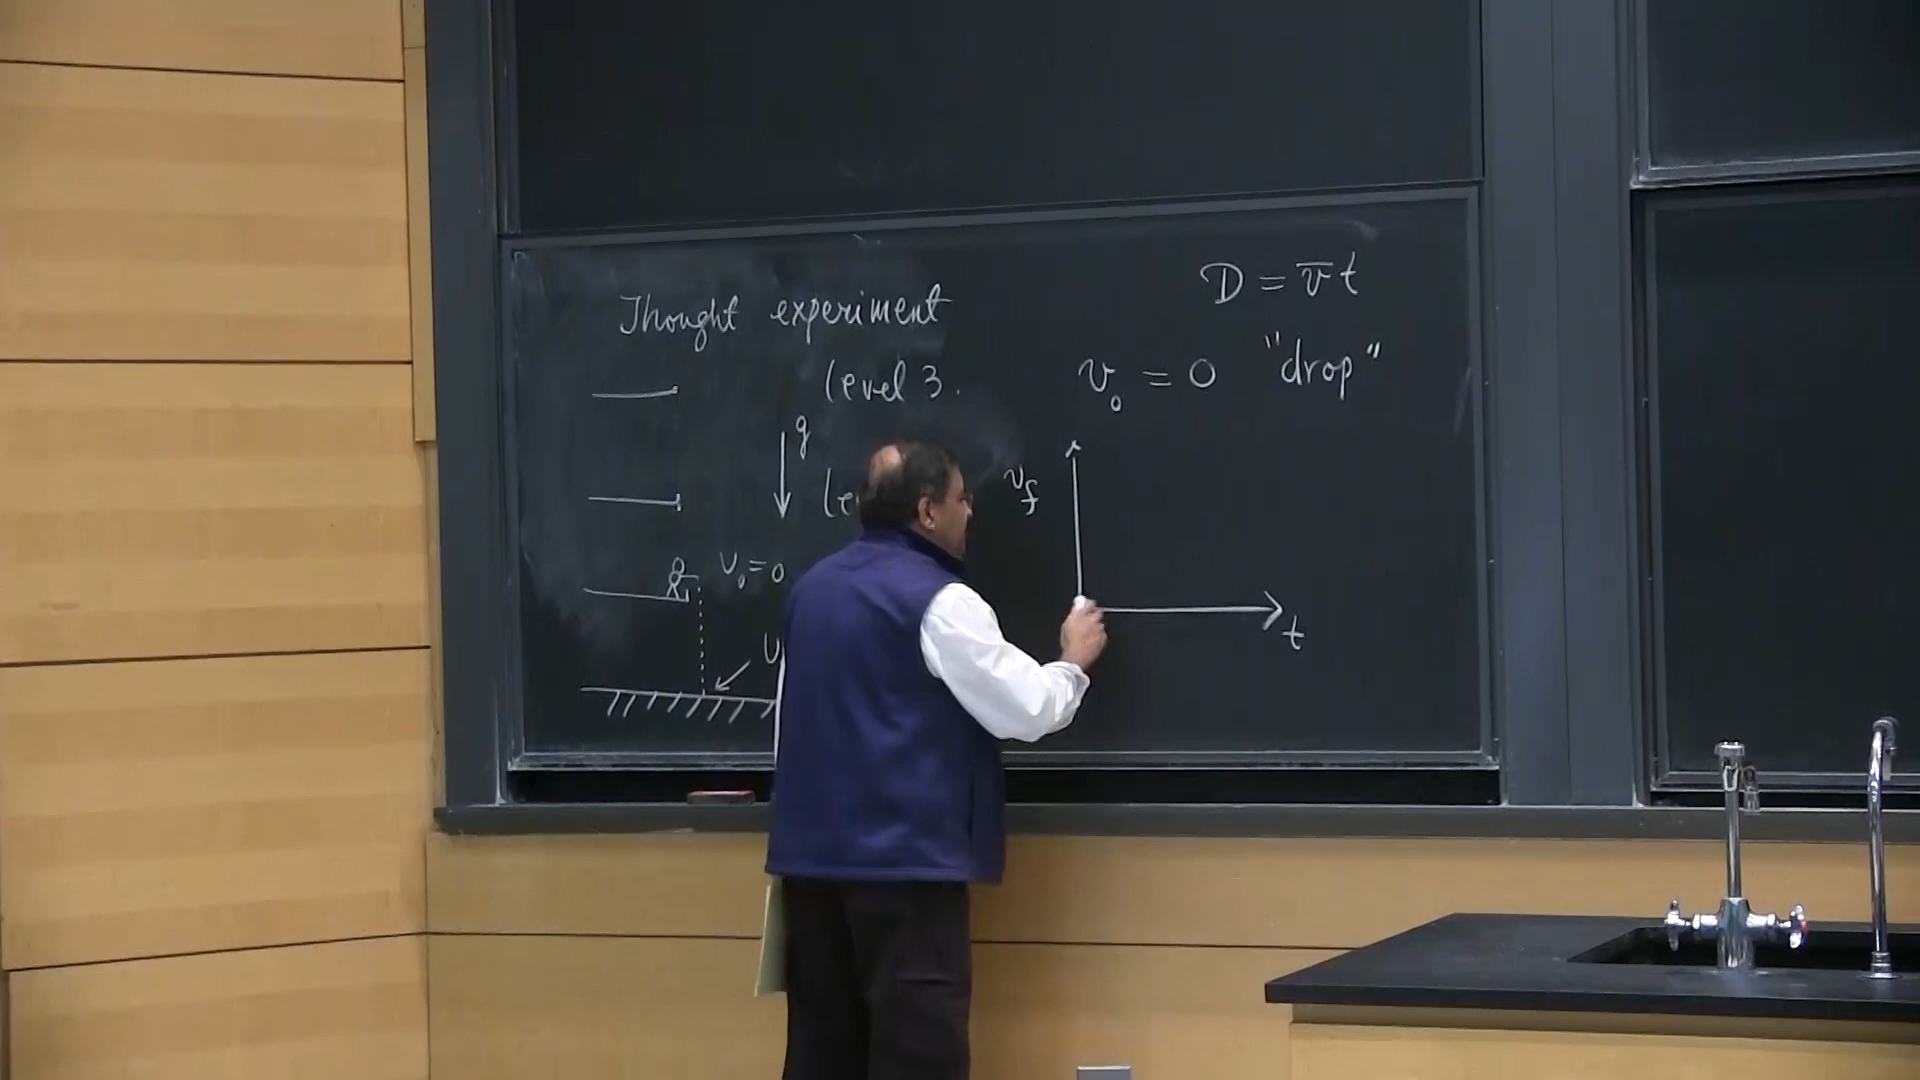 Thought experiment
level 3.
g
v₀ = 0
D = v̅ t
v₀ = 0 "drop"
v_f
t